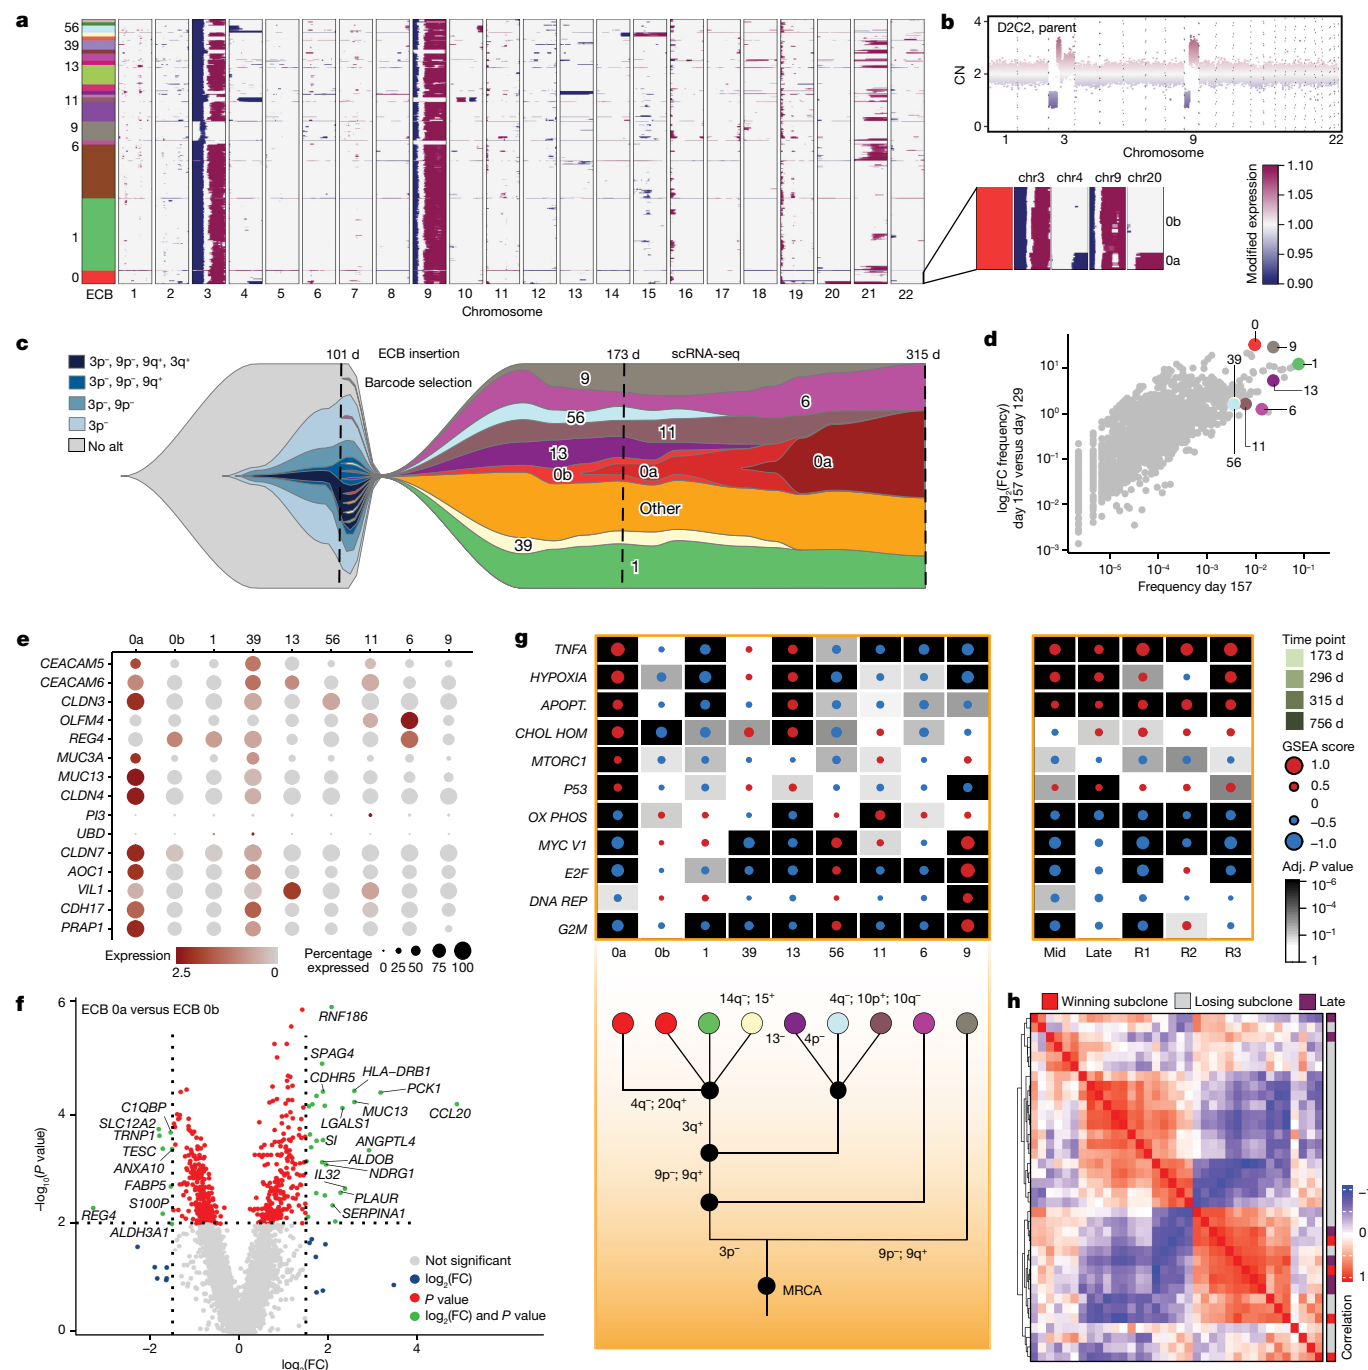 a
56
39
13
11
9
6
1
0
ECB 1 2 3 4 5 6 7 8 9 10 11 12 13 14 15 16 17 18 19 20 21 22
Chromosome
b
D2C2, parent
4
2
0
CN
1 3 9 22
Chromosome
chr3 chr4 chr9 chr20
0b
0a
Modified expression
1.10
1.05
1.00
0.95
0.90
c
3p⁻, 9p⁻, 9q⁺, 3q⁺
3p⁻, 9p⁻, 9q⁺
3p⁻, 9p⁻
3p⁻
No alt
101 d ECB insertion 173 d scRNA-seq 315 d
Barcode selection
9
6
56
11
13
0b 0a 0a
Other
39
1
d
log₂(FC frequency)
day 157 versus day 129
10¹
10⁰
10⁻¹
10⁻²
10⁻³
10⁻⁵ 10⁻⁴ 10⁻³ 10⁻² 10⁻¹
Frequency day 157
0
9
39
1
13
6
11
56
e
0a 0b 1 39 13 56 11 6 9
CEACAM5
CEACAM6
CLDN3
OLFM4
REG4
MUC3A
MUC13
CLDN4
PI3
UBD
CLDN7
AOC1
VIL1
CDH17
PRAP1
Expression
2.5 0
Percentage
expressed
0 25 50 75 100
f
ECB 0a versus ECB 0b
–log₁₀(P value)
6
4
2
0
–2 0 2 4
log₂(FC)
RNF186
SPAG4
CDHR5
HLA–DRB1
PCK1
MUC13
CCL20
LGALS1
SI
ANGPTL4
ALDOB
NDRG1
IL32
PLAUR
SERPINA1
C1QBP
SLC12A2
TRNP1
TESC
ANXA10
FABP5
S100P
REG4
ALDH3A1
Not significant
log₂(FC)
P value
log₂(FC) and P value
g
TNFA
HYPOXIA
APOPT.
CHOL HOM
MTORC1
P53
OX PHOS
MYC V1
E2F
DNA REP
G2M
0a 0b 1 39 13 56 11 6 9
Mid Late R1 R2 R3
Time point
173 d
296 d
315 d
756 d
GSEA score
1.0
0.5
0
–0.5
–1.0
Adj. P value
10⁻⁶
10⁻⁴
10⁻¹
1
14q⁻; 15⁺
4q⁻; 10p⁺; 10q⁻
13⁻
4p⁻
4q⁻; 20q⁺
3q⁺
9p⁻; 9q⁺
3p⁻
9p⁻; 9q⁺
MRCA
h
Winning subclone
Losing subclone
Late
–1
0
1
Correlation